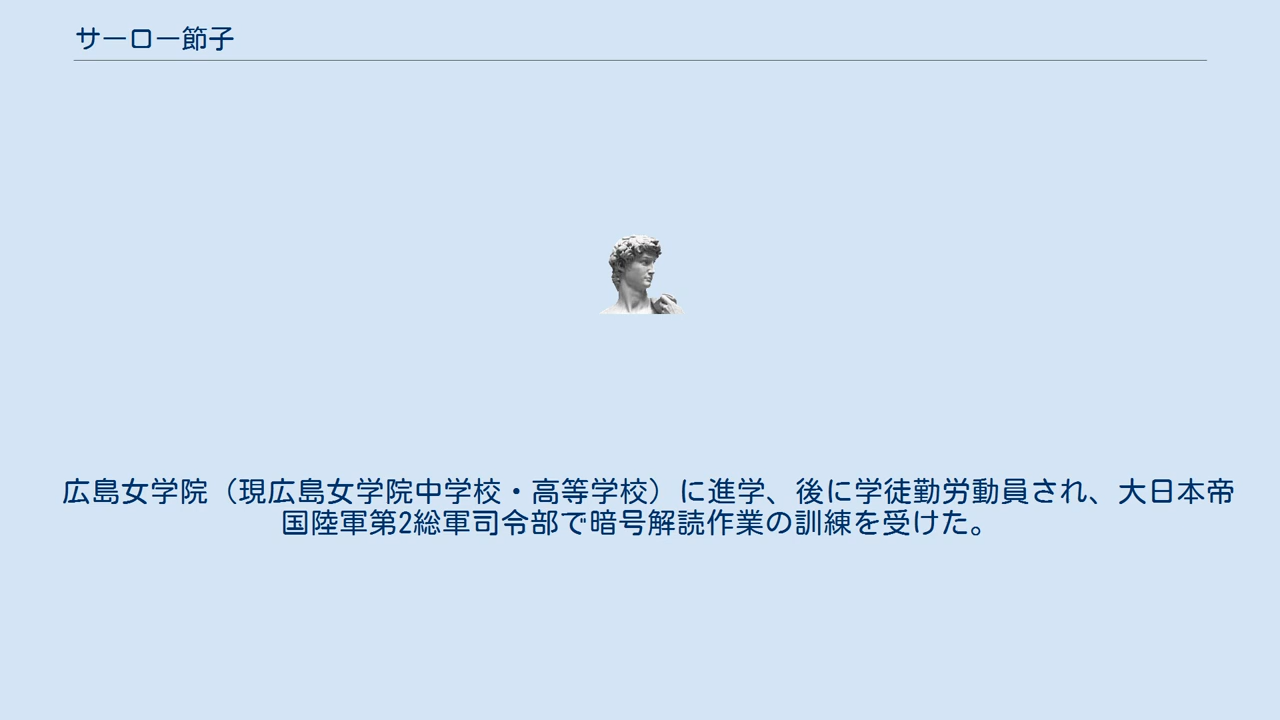 サーロー節子
広島女学院（現広島女学院中学校・高等学校）に進学、後に学徒勤労動員され、大日本帝
国陸軍第2総軍司令部で暗号解読作業の訓練を受けた。